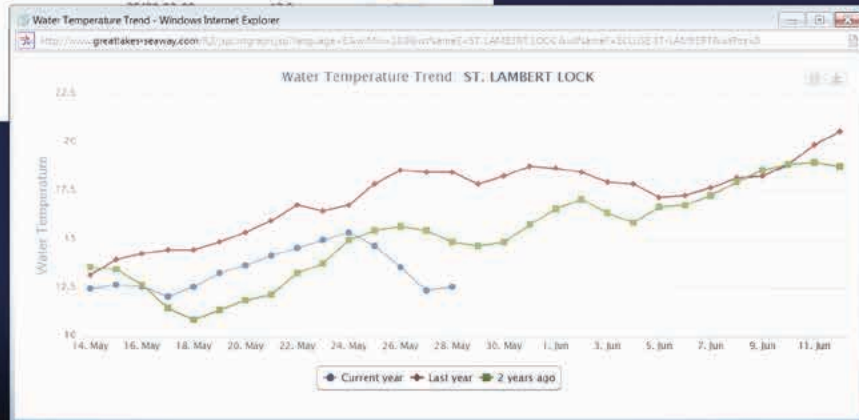 Water Temperature Trend - Windows Internet Explorer
greatlakes-seaway.com
Water Temperature Trend ST. LAMBERT LOCK
Water Temperature
22.5
20
17.5
15
12.5
10
14. May 16. May 18. May 20. May 22. May 24. May 26. May 28. May 30. May 1. Jun 3. Jun 5. Jun 7. Jun 9. Jun 11. Jun
Current year Last year 2 years ago